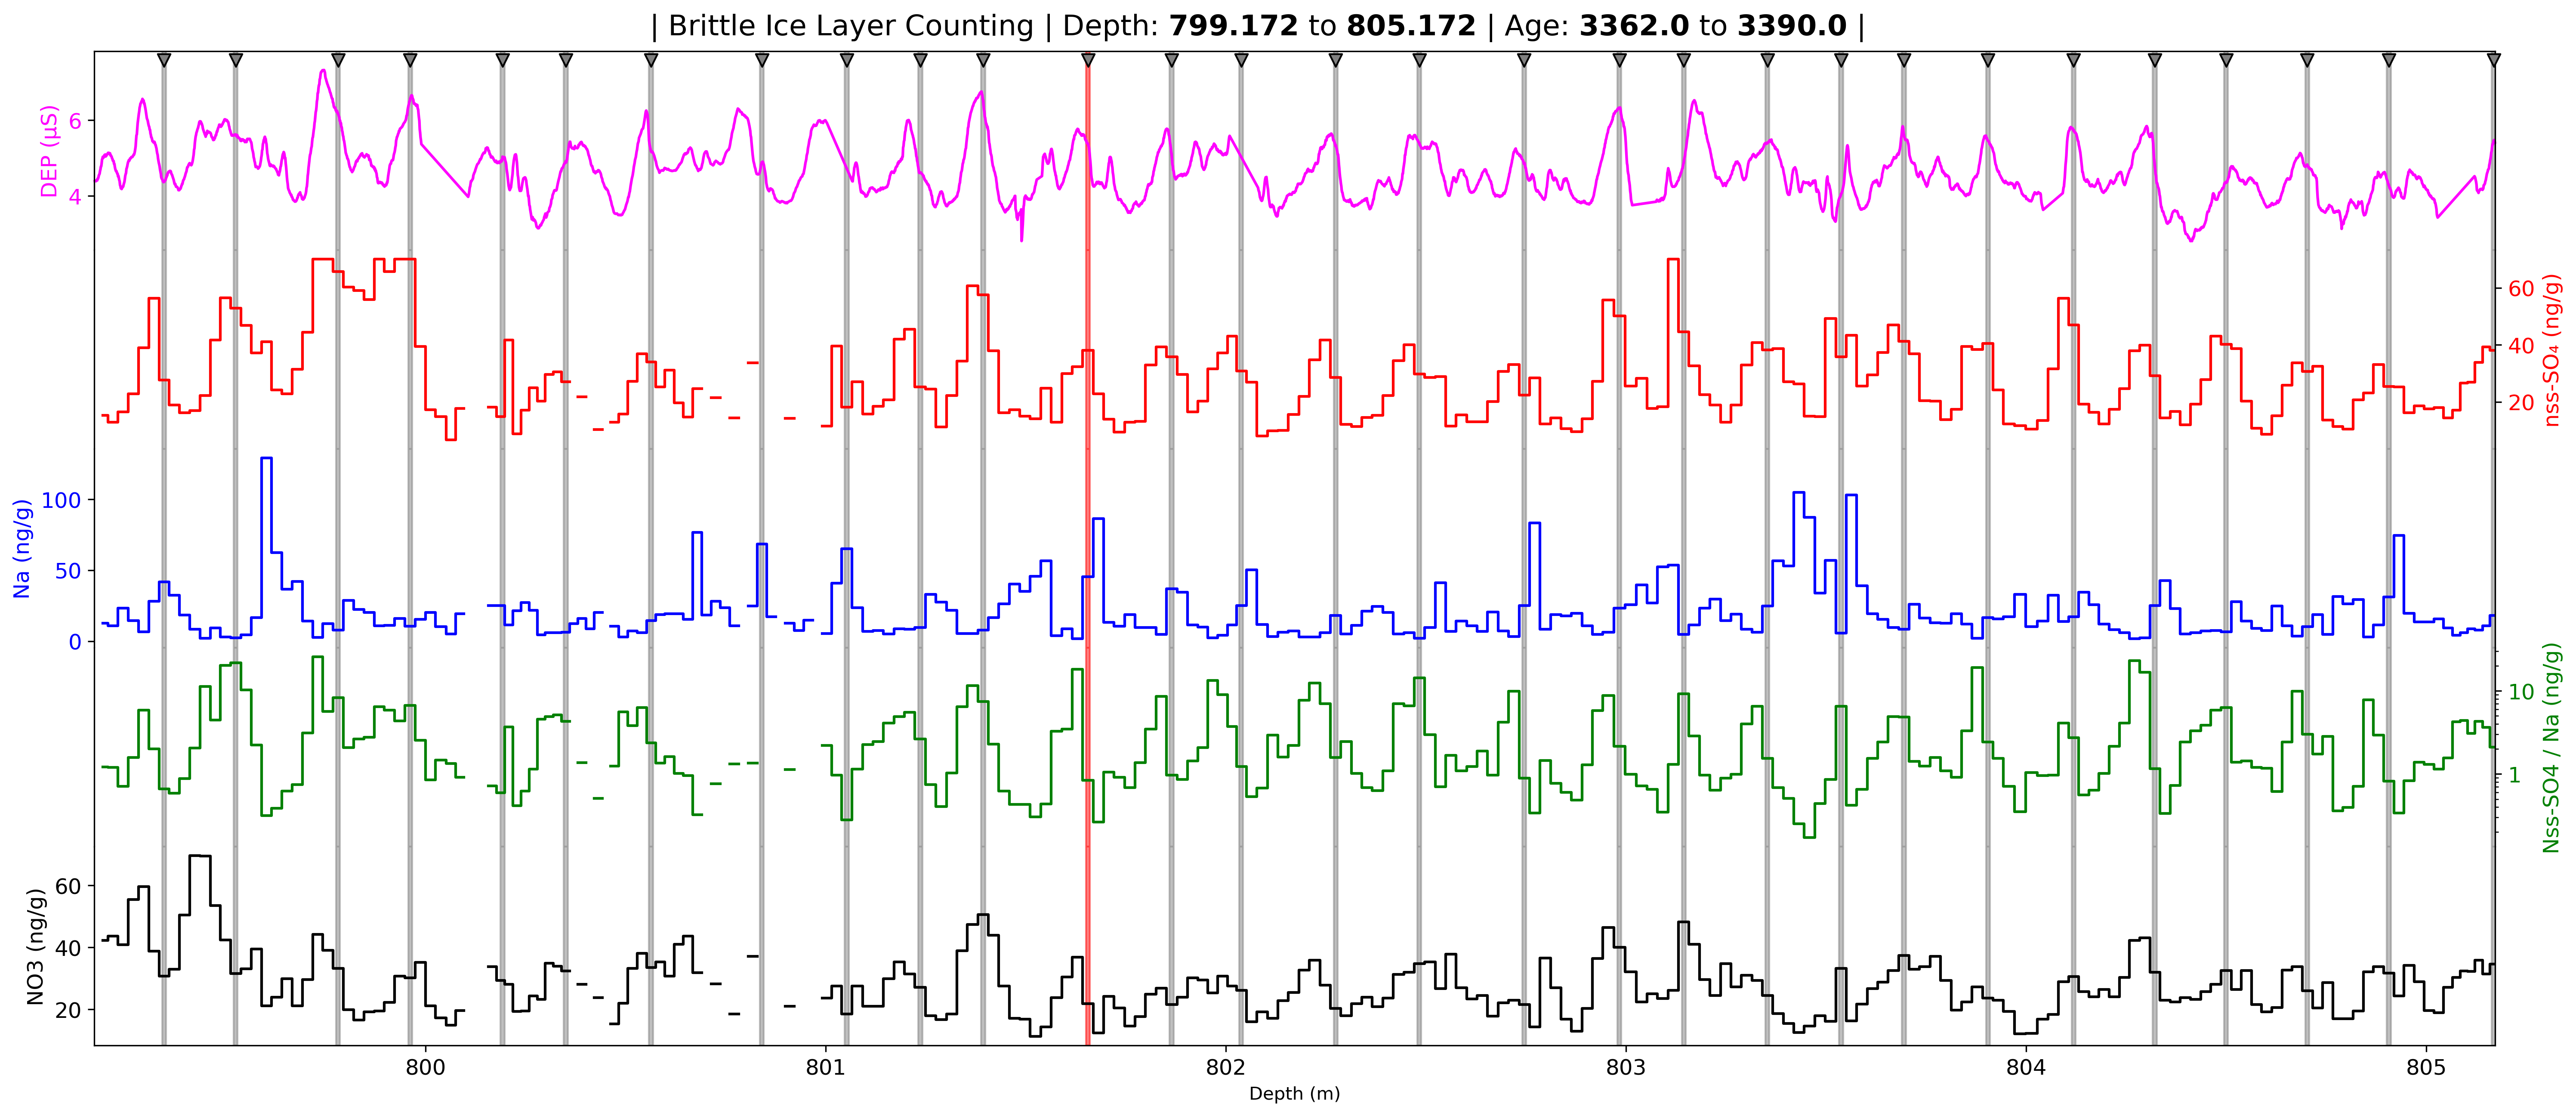 | Brittle Ice Layer Counting | Depth: 799.172 to 805.172 | Age: 3362.0 to 3390.0 |
DEP (μS)
6
4
nss-SO₄ (ng/g)
60
40
20
Na (ng/g)
100
50
0
Nss-SO4 / Na (ng/g)
10
1
NO3 (ng/g)
60
40
20
800
801
802
803
804
805
Depth (m)